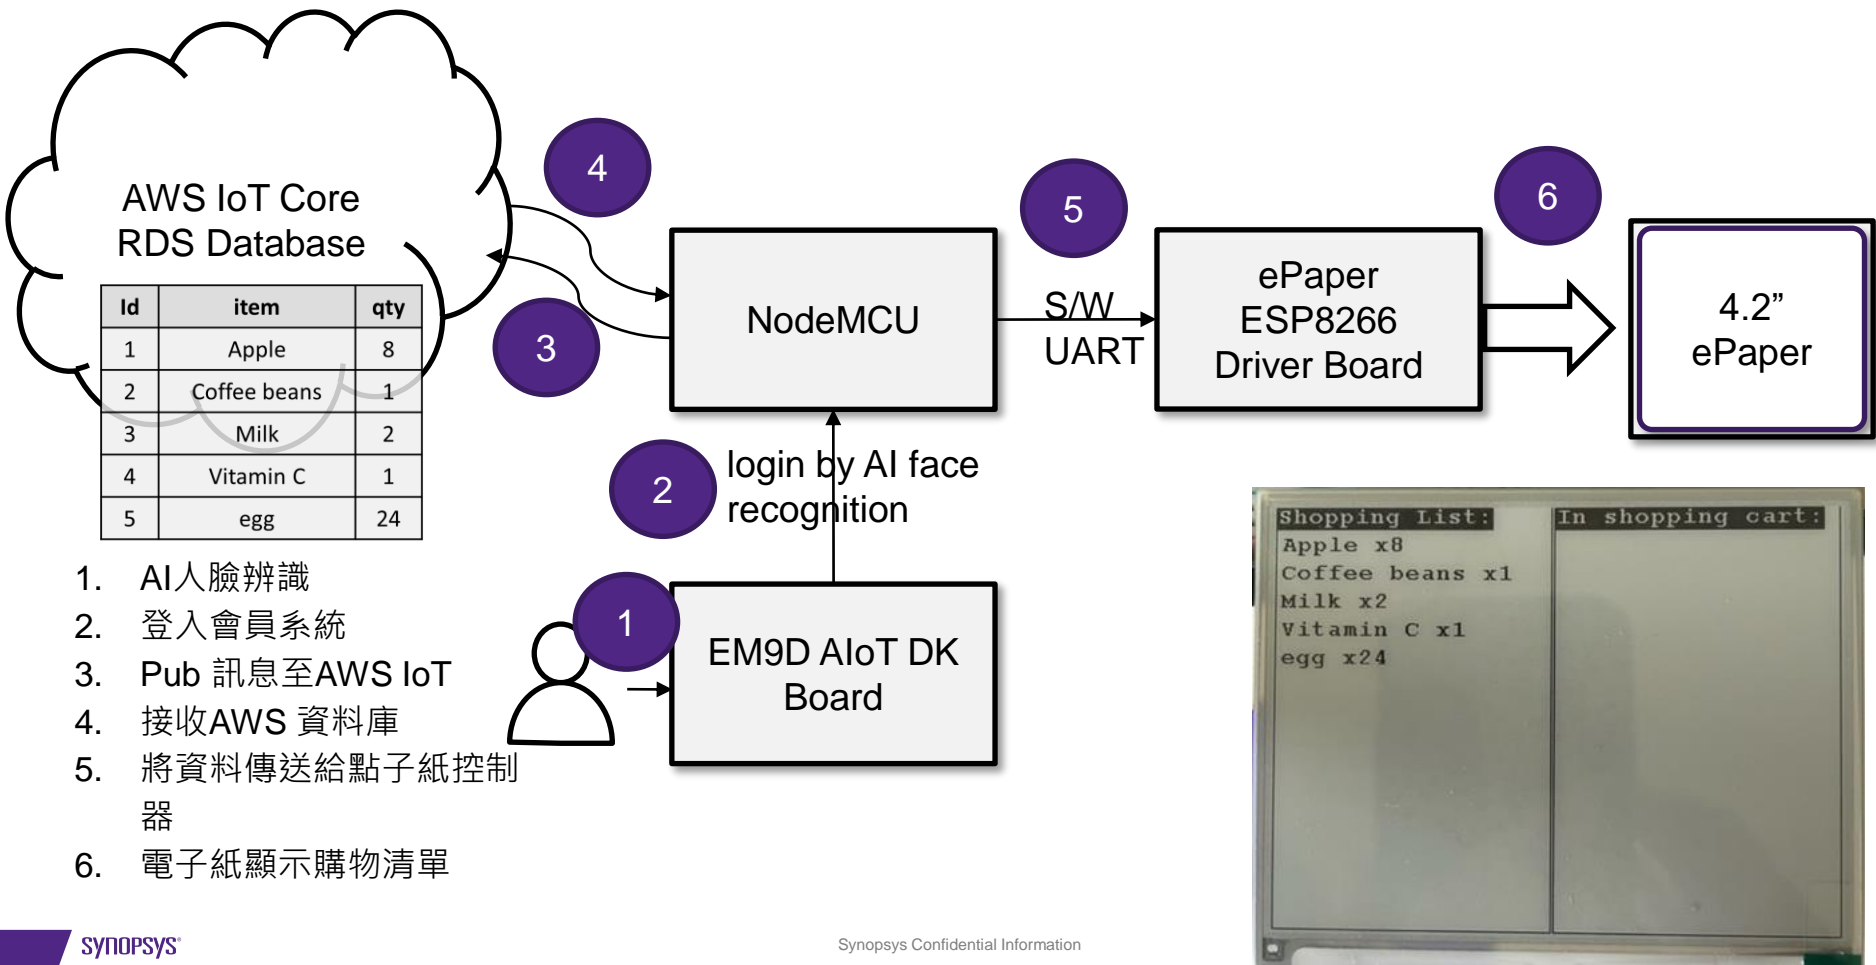 AWS IoT Core
RDS Database
Id item qty
1 Apple 8
2 Coffee beans 1
3 Milk 2
4 Vitamin C 1
5 egg 24
4
3
NodeMCU
5
S/W
UART
ePaper
ESP8266
Driver Board
6
4.2”
ePaper
2
login by AI face
recognition
1
EM9D AIoT DK
Board
1. AI人臉辨識
2. 登入會員系統
3. Pub 訊息至AWS IoT
4. 接收AWS 資料庫
5. 將資料傳送給點子紙控制
器
6. 電子紙顯示購物清單
Shopping List:
Apple x8
Coffee beans x1
Milk x2
Vitamin C x1
egg x24
In shopping cart:
SYNOPSYS®
Synopsys Confidential Information